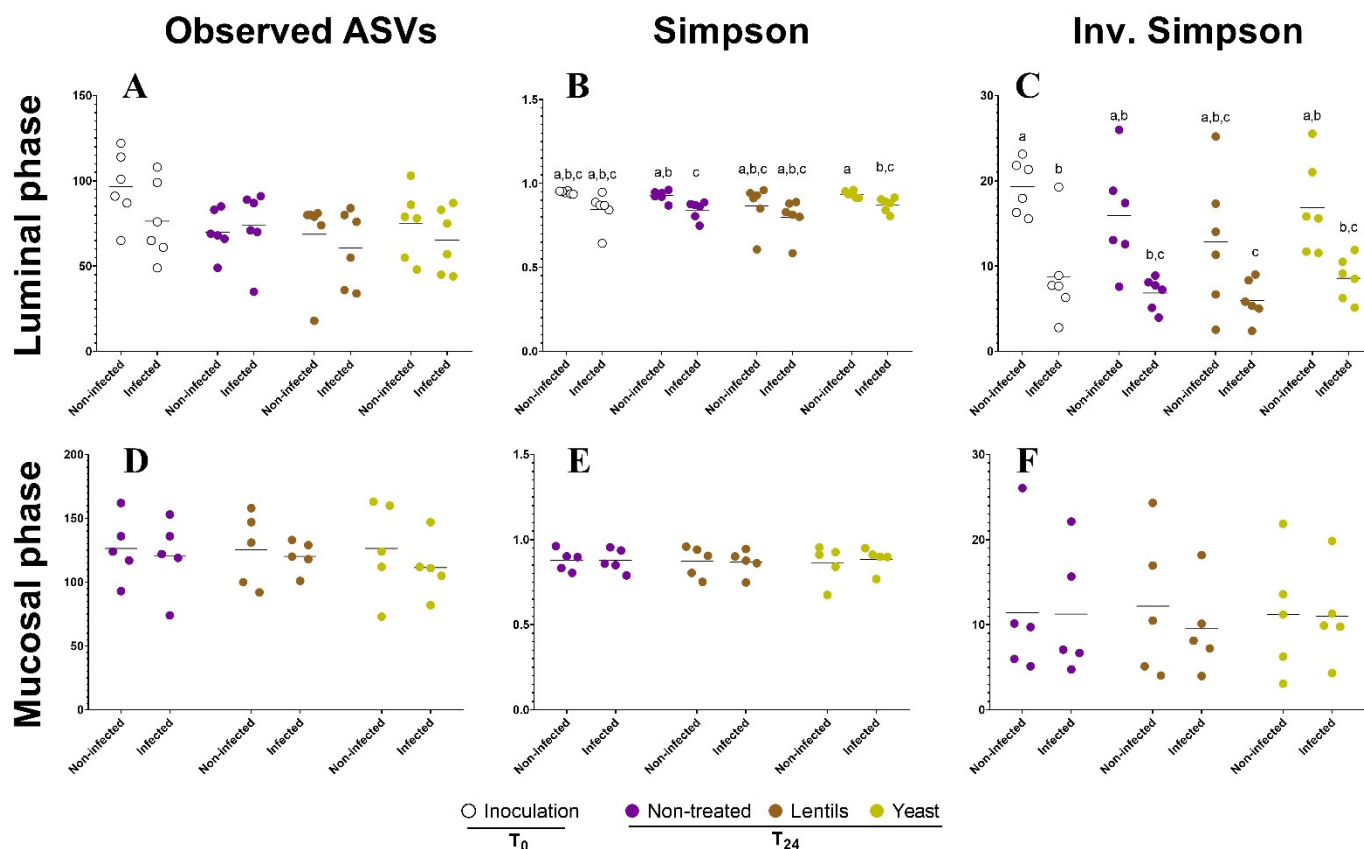 Observed ASVs Simpson Inv. Simpson
Luminal phase
A
150
100
50
0
Non-infected Infected Non-infected Infected Non-infected Infected Non-infected Infected
B
1.5
1.0
0.5
0.0
a,b,c a,b,c a,b c a,b,c a,b,c a b,c
Non-infected Infected Non-infected Infected Non-infected Infected Non-infected Infected
C
30
20
10
0
a b a,b b,c a,b,c c a,b b,c
Non-infected Infected Non-infected Infected Non-infected Infected Non-infected Infected
Mucosal phase
D
200
150
100
50
0
Non-infected Infected Non-infected Infected Non-infected Infected
E
1.5
1.0
0.5
0.0
Non-infected Infected Non-infected Infected Non-infected Infected
F
30
20
10
0
Non-infected Infected Non-infected Infected Non-infected Infected
Inoculation Non-treated Lentils Yeast
T0 T24